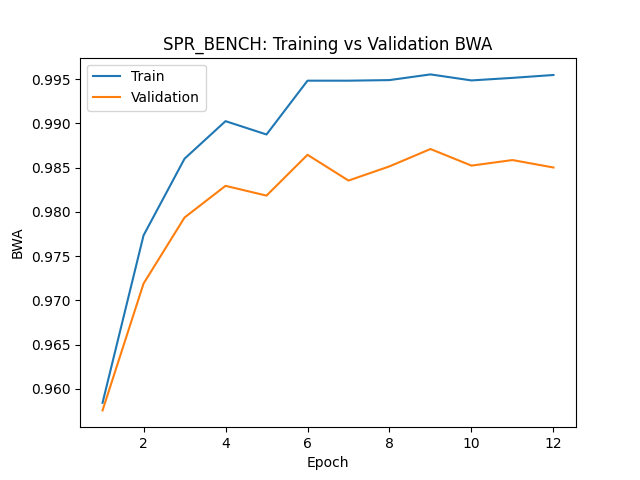 SPR_BENCH: Training vs Validation BWA
Train
Validation
BWA
0.995
0.990
0.985
0.980
0.975
0.970
0.965
0.960
2
4
6
8
10
12
Epoch